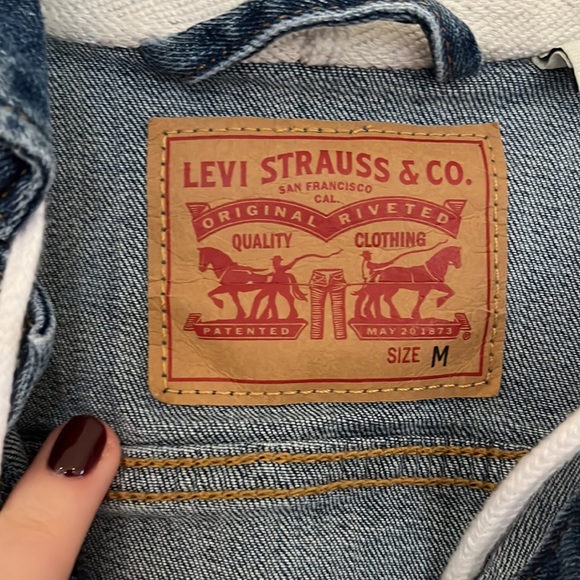 LEVI STRAUSS & CO.
SAN FRANCISCO
CAL.
ORIGINAL RIVETED
QUALITY CLOTHING
PATENTED MAY 20 1873
®
SIZE M